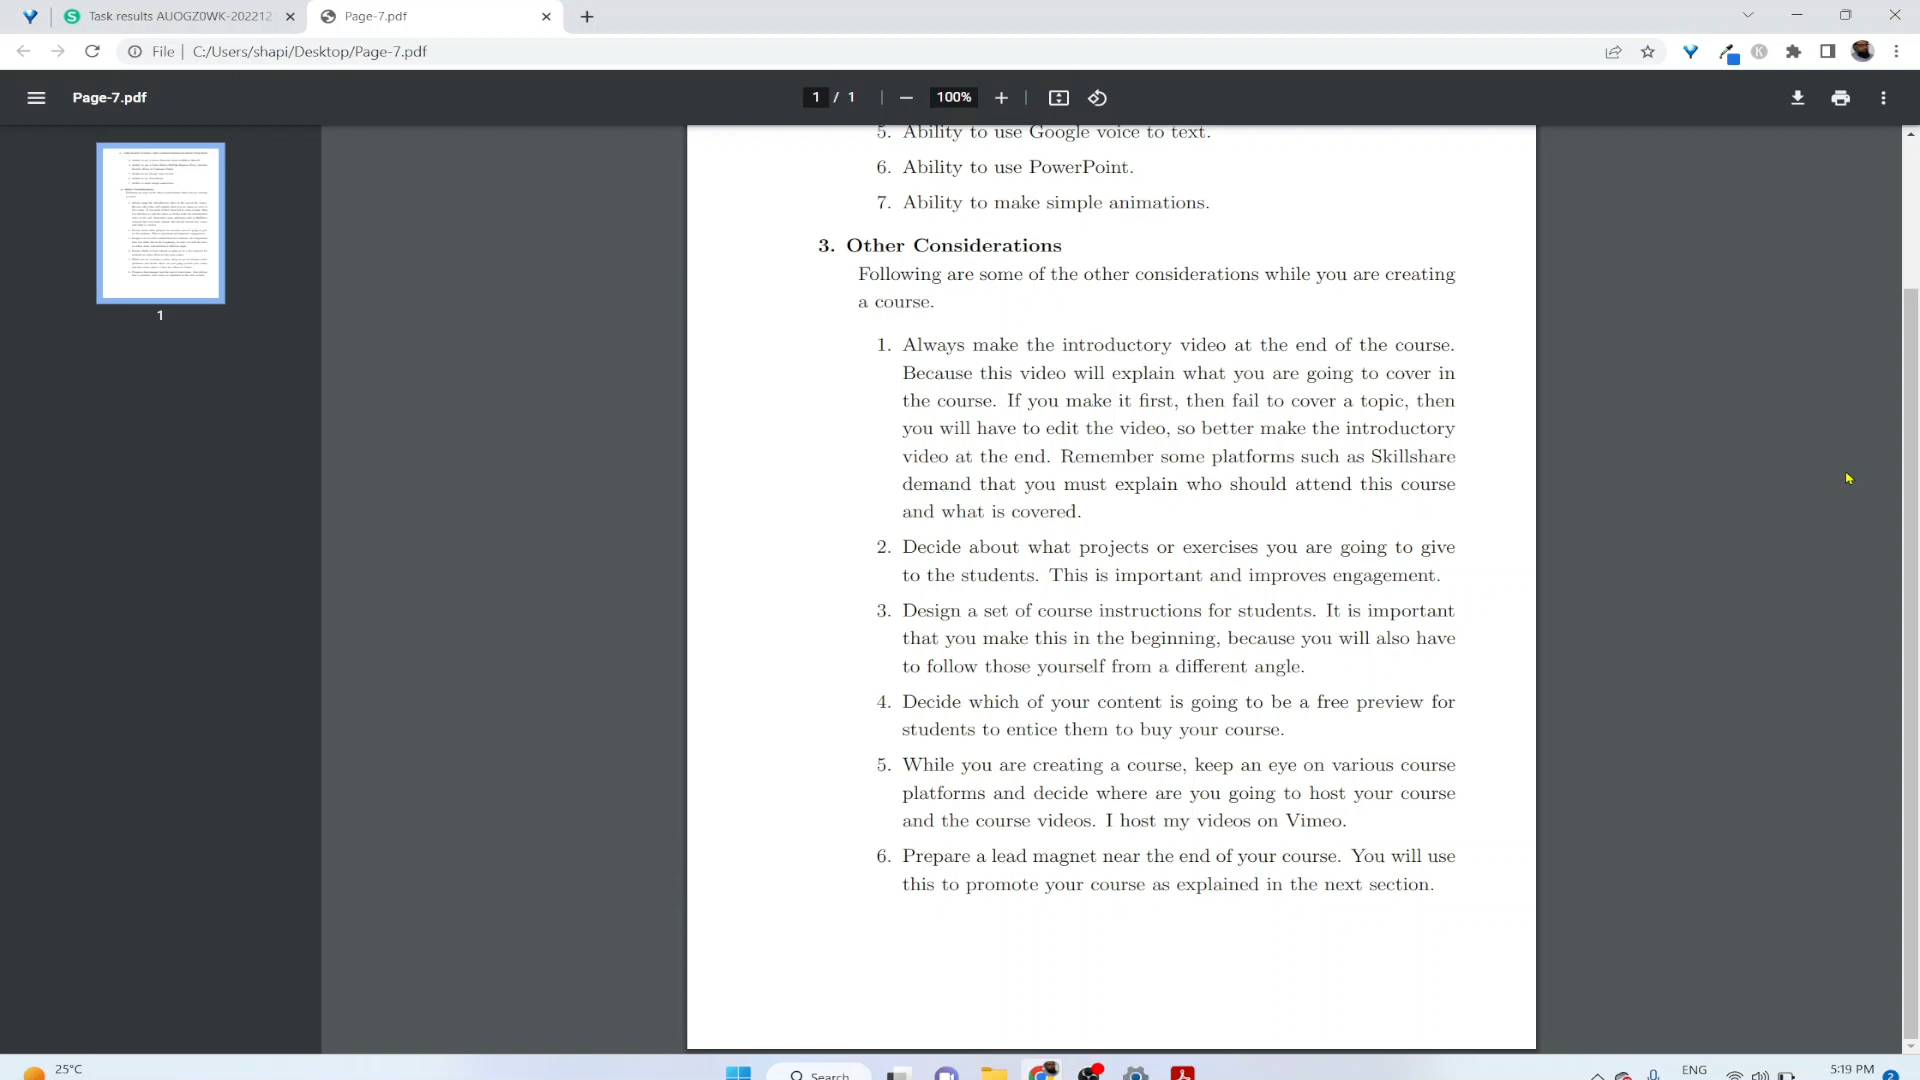 Task results AUOGZ0WK-202212
Page-7.pdf
File
C:/Users/shapi/Desktop/Page-7.pdf
Page-7.pdf
1 / 1
100%
5. Ability to use Google voice to text.
6. Ability to use PowerPoint.
7. Ability to make simple animations.
3. Other Considerations
Following are some of the other considerations while you are creating
a course.
1. Always make the introductory video at the end of the course.
Because this video will explain what you are going to cover in
the course. If you make it first, then fail to cover a topic, then
you will have to edit the video, so better make the introductory
video at the end. Remember some platforms such as Skillshare
demand that you must explain who should attend this course
and what is covered.
2. Decide about what projects or exercises you are going to give
to the students. This is important and improves engagement.
3. Design a set of course instructions for students. It is important
that you make this in the beginning, because you will also have
to follow those yourself from a different angle.
4. Decide which of your content is going to be a free preview for
students to entice them to buy your course.
5. While you are creating a course, keep an eye on various course
platforms and decide where are you going to host your course
and the course videos. I host my videos on Vimeo.
6. Prepare a lead magnet near the end of your course. You will use
this to promote your course as explained in the next section.
1
25°C
Search
ENG
5:19 PM
2